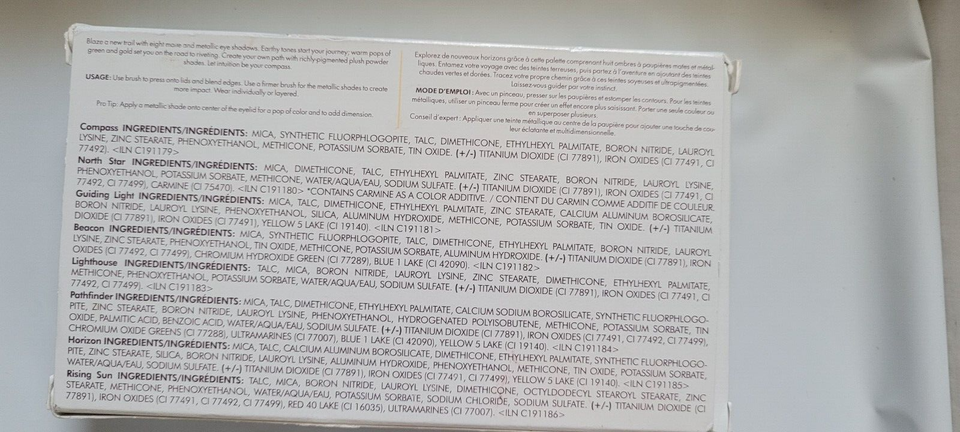 Blaze a new trail with eight matte and metallic eye shadows. Earthy tones start your journey; warm pops of
green and gold set you on the road to riveting. Create your own path with richly-pigmented plush powder
shades. Let intuition be your compass.
USAGE: Use brush to press onto lids and blend edges. Use a firmer brush for the metallic shades to create
more impact. Wear individually or layered.
Pro Tip: Apply a metallic shade onto center of the eyelid for a pop of color and to add dimension.
Explorez de nouveaux horizons grâce à cette palette comprenant huit ombres à paupières mates et métal-
liques. Entamez votre voyage avec des teintes terreuses, puis partez à l'aventure en ajoutant des teintes
chaudes vertes et dorées. Tracez votre propre chemin grâce à ces teintes soyeuses et ultrapigmentées.
Laissez-vous guider par votre instinct.
MODE D'EMPLOI : Avec un pinceau, presser sur les paupières et estomper les contours. Pour les teintes
métalliques, utiliser un pinceau ferme pour créer un effet encore plus saisissant. Porter une seule couleur ou
en superposer plusieurs.
Conseil d'expert : Appliquer une teinte métallique au centre de la paupière pour ajouter une touche de cou-
leur éclatante et multidimensionnelle.
Compass INGREDIENTS/INGRÉDIENTS: MICA, SYNTHETIC FLUORPHLOGOPITE, TALC, DIMETHICONE, ETHYLHEXYL PALMITATE, BORON NITRIDE, LAUROYL
LYSINE, ZINC STEARATE, PHENOXYETHANOL, METHICONE, POTASSIUM SORBATE, TIN OXIDE. (+/-) TITANIUM DIOXIDE (CI 77891), IRON OXIDES (CI 77491, CI
77492). <ILN C191179>
North Star INGREDIENTS/INGRÉDIENTS: MICA, DIMETHICONE, TALC, ETHYLHEXYL PALMITATE, ZINC STEARATE, BORON NITRIDE, LAUROYL LYSINE,
PHENOXYETHANOL, POTASSIUM SORBATE, METHICONE, WATER/AQUA/EAU, SODIUM SULFATE. (+/-) TITANIUM DIOXIDE (CI 77891), IRON OXIDES (CI 77491, CI
77492, CI 77499), CARMINE (CI 75470). <ILN C191180> *CONTAINS CARMINE AS A COLOR ADDITIVE. / CONTIENT DU CARMIN COMME ADDITIF DE COULEUR.
Guiding Light INGREDIENTS/INGRÉDIENTS: MICA, TALC, DIMETHICONE, ETHYLHEXYL PALMITATE, ZINC STEARATE, CALCIUM ALUMINUM BOROSILICATE,
BORON NITRIDE, LAUROYL LYSINE, PHENOXYETHANOL, SILICA, ALUMINUM HYDROXIDE, METHICONE, POTASSIUM SORBATE, TIN OXIDE. (+/-) TITANIUM
DIOXIDE (CI 77891), IRON OXIDES (CI 77491), YELLOW 5 LAKE (CI 19140). <ILN C191181>
Beacon INGREDIENTS/INGRÉDIENTS: MICA, SYNTHETIC FLUORPHLOGOPITE, TALC, DIMETHICONE, ETHYLHEXYL PALMITATE, BORON NITRIDE, LAUROYL
LYSINE, ZINC STEARATE, PHENOXYETHANOL, TIN OXIDE, METHICONE, POTASSIUM SORBATE, ALUMINUM HYDROXIDE. (+/-) TITANIUM DIOXIDE (CI 77891), IRON
OXIDES (CI 77492, CI 77499), CHROMIUM HYDROXIDE GREEN (CI 77289), BLUE 1 LAKE (CI 42090). <ILN C191182>
Lighthouse INGREDIENTS/INGRÉDIENTS: TALC, MICA, BORON NITRIDE, LAUROYL LYSINE, ZINC STEARATE, DIMETHICONE, ETHYLHEXYL PALMITATE,
METHICONE, PHENOXYETHANOL, POTASSIUM SORBATE, WATER/AQUA/EAU, SODIUM SULFATE. (+/-) TITANIUM DIOXIDE (CI 77891), IRON OXIDES (CI 77491, CI
77492, CI 77499). <ILN C191183>
Pathfinder INGREDIENTS/INGRÉDIENTS: MICA, TALC, DIMETHICONE, ETHYLHEXYL PALMITATE, CALCIUM SODIUM BOROSILICATE, SYNTHETIC FLUORPHLOGO-
PITE, ZINC STEARATE, BORON NITRIDE, LAUROYL LYSINE, PHENOXYETHANOL, HYDROGENATED POLYISOBUTENE, METHICONE, POTASSIUM SORBATE, TIN
OXIDE, PALMITIC ACID, BENZOIC ACID, WATER/AQUA/EAU, SODIUM SULFATE. (+/-) TITANIUM DIOXIDE (CI 77891), IRON OXIDES (CI 77491, CI 77492, CI 77499),
CHROMIUM OXIDE GREENS (CI 77288), ULTRAMARINES (CI 77007), BLUE 1 LAKE (CI 42090), YELLOW 5 LAKE (CI 19140). <ILN C191184>
Horizon INGREDIENTS/INGRÉDIENTS: MICA, TALC, CALCIUM ALUMINUM BOROSILICATE, DIMETHICONE, ETHYLHEXYL PALMITATE, SYNTHETIC FLUORPHLOGO-
PITE, ZINC STEARATE, SILICA, BORON NITRIDE, LAUROYL LYSINE, ALUMINUM HYDROXIDE, PHENOXYETHANOL, METHICONE, TIN OXIDE, POTASSIUM SORBATE,
WATER/AQUA/EAU, SODIUM SULFATE. (+/-) TITANIUM DIOXIDE (CI 77891), IRON OXIDES (CI 77491, CI 77499), YELLOW 5 LAKE (CI 19140). <ILN C191185>
Rising Sun INGREDIENTS/INGRÉDIENTS: TALC, MICA, BORON NITRIDE, LAUROYL LYSINE, DIMETHICONE, OCTYLDODECYL STEAROYL STEARATE, ZINC
STEARATE, METHICONE, PHENOXYETHANOL, WATER/AQUA/EAU, POTASSIUM SORBATE, SODIUM CHLORIDE, SODIUM SULFATE. (+/-) TITANIUM DIOXIDE (CI
77891), IRON OXIDES (CI 77491, CI 77492, CI 77499), RED 40 LAKE (CI 16035), ULTRAMARINES (CI 77007). <ILN C191186>